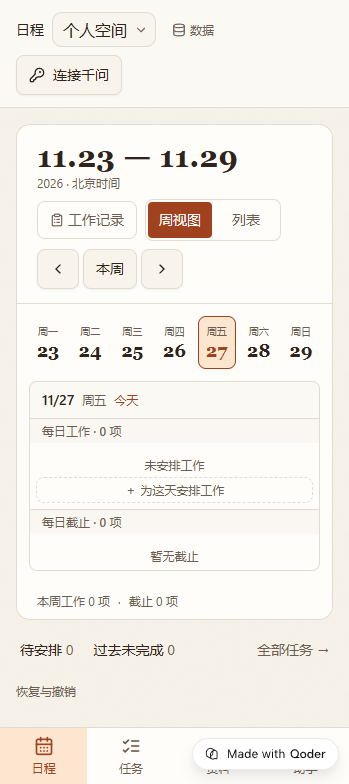 日程 个人空间 数据
连接千问
11.23 — 11.29
2026 · 北京时间
工作记录 周视图 列表
本周
周一 周二 周三 周四 周五 周六 周日
23 24 25 26 27 28 29
11/27 周五 今天
每日工作 · 0 项
未安排工作
+ 为这天安排工作
每日截止 · 0 项
暂无截止
本周工作 0 项 · 截止 0 项
待安排 0 过去未完成 0 全部任务 →
恢复与撤销
Made with Qoder
日程 任务